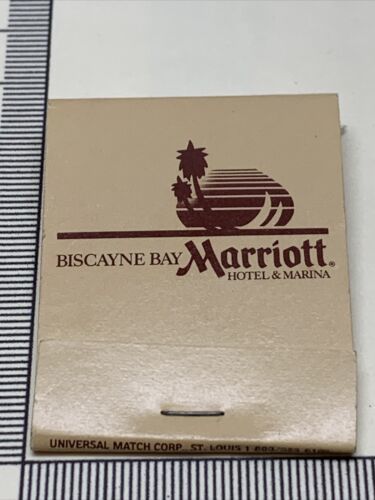 BISCAYNE BAY Marriott®
HOTEL & MARINA
UNIVERSAL MATCH CORP. ST. LOUIS